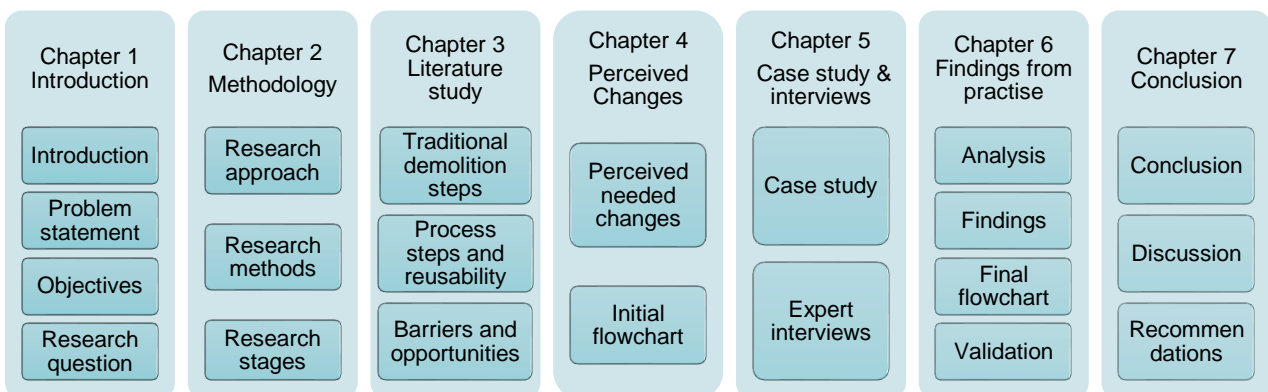 Chapter 1
Introduction
Introduction
Problem
statement
Objectives
Research
question
Chapter 2
Methodology
Research
approach
Research
methods
Research
stages
Chapter 3
Literature
study
Traditional
demolition
steps
Process
steps and
reusability
Barriers and
opportunities
Chapter 4
Perceived
Changes
Perceived
needed
changes
Initial
flowchart
Chapter 5
Case study &
interviews
Case study
Expert
interviews
Chapter 6
Findings from
practise
Analysis
Findings
Final
flowchart
Validation
Chapter 7
Conclusion
Conclusion
Discussion
Recommen
dations